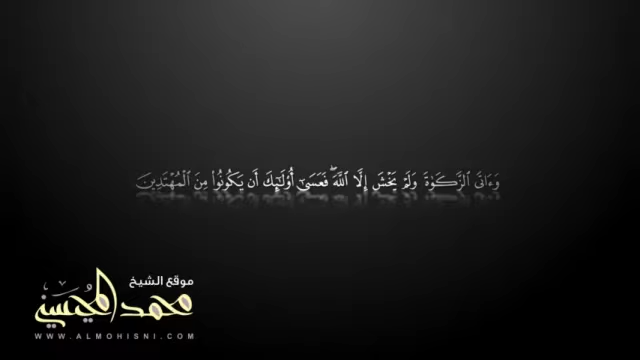 وَءَاتَى ٱلزَّكَوٰةَ وَلَمْ يَخْشَ إِلَّا ٱللَّهَ ۖ فَعَسَىٰٓ أُو۟لَـٰٓئِكَ أَن يَكُونُوا۟ مِنَ ٱلْمُهْتَدِينَ
موقع الشيخ
محمد المحيسني
WWW.ALMOHISNI.COM